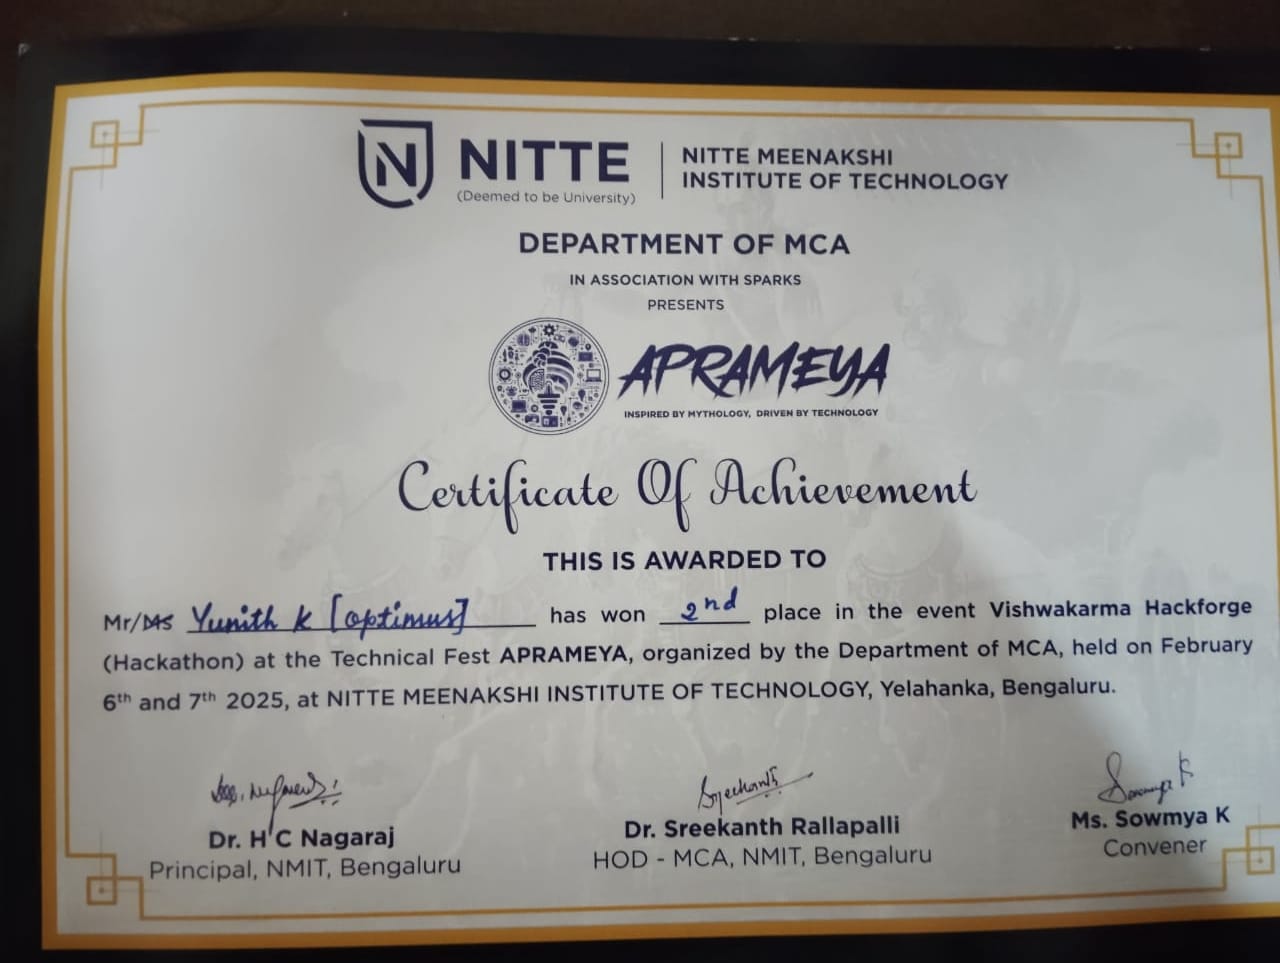 N NITTE
(Deemed to be University)
NITTE MEENAKSHI
INSTITUTE OF TECHNOLOGY
DEPARTMENT OF MCA
IN ASSOCIATION WITH SPARKS
PRESENTS
APRAMEYA
INSPIRED BY MYTHOLOGY, DRIVEN BY TECHNOLOGY
Certificate Of Achievement
THIS IS AWARDED TO
Mr/Ms Yunith K [optimus] has won 2nd place in the event Vishwakarma Hackforge
(Hackathon) at the Technical Fest APRAMEYA, organized by the Department of MCA, held on February
6th and 7th 2025, at NITTE MEENAKSHI INSTITUTE OF TECHNOLOGY, Yelahanka, Bengaluru.
Sreekanth
Sowmya K
Dr. H C Nagaraj
Principal, NMIT, Bengaluru
Dr. Sreekanth Rallapalli
HOD - MCA, NMIT, Bengaluru
Ms. Sowmya K
Convener